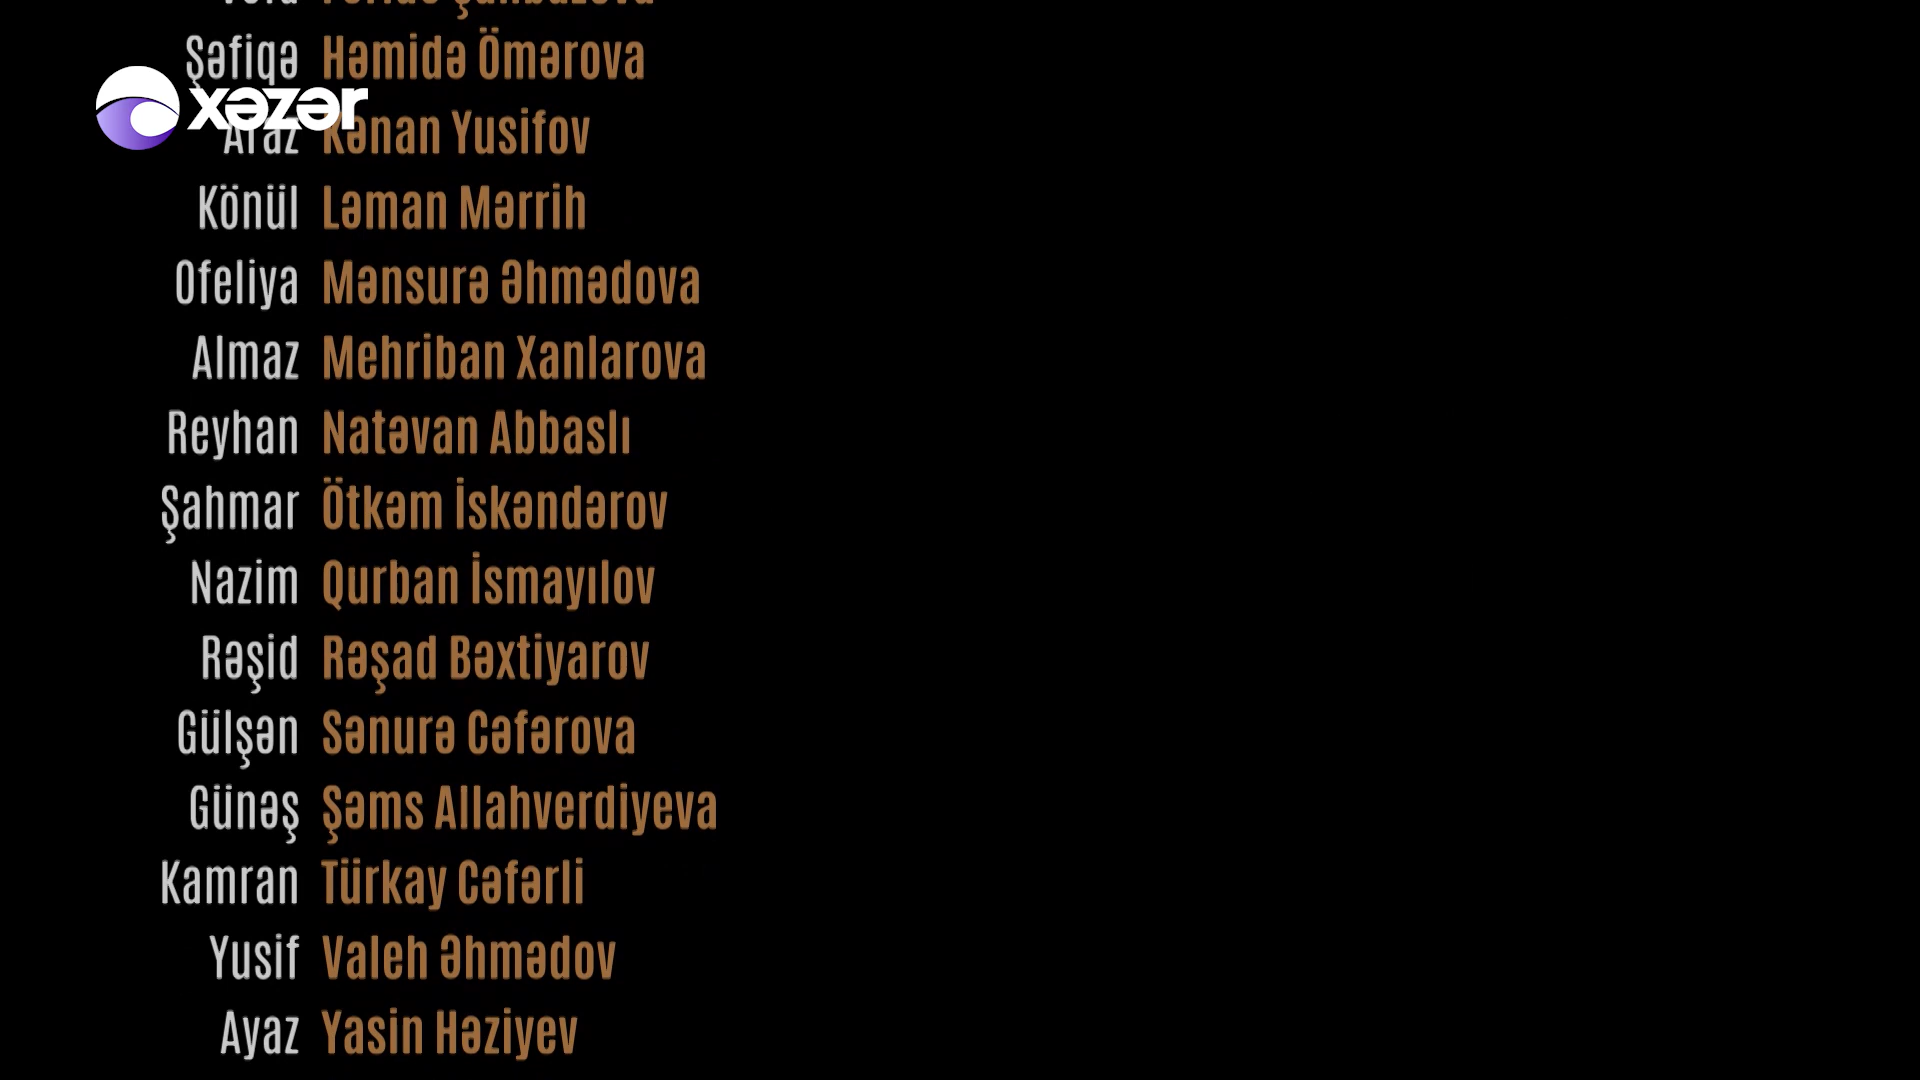 Şəfiqə Həmidə Ömərova
xəzər
Araz Kənan Yusifov
Könül Ləman Mərrih
Ofeliya Mənsurə Əhmədova
Almaz Mehriban Xanlarova
Reyhan Natəvan Abbaslı
Şahmar Ötkəm İskəndərov
Nazim Qurban İsmayılov
Rəşid Rəşad Bəxtiyarov
Gülşən Sənurə Cəfərova
Günəş Şəms Allahverdiyeva
Kamran Türkay Cəfərli
Yusif Valeh Əhmədov
Ayaz Yasin Həziyev